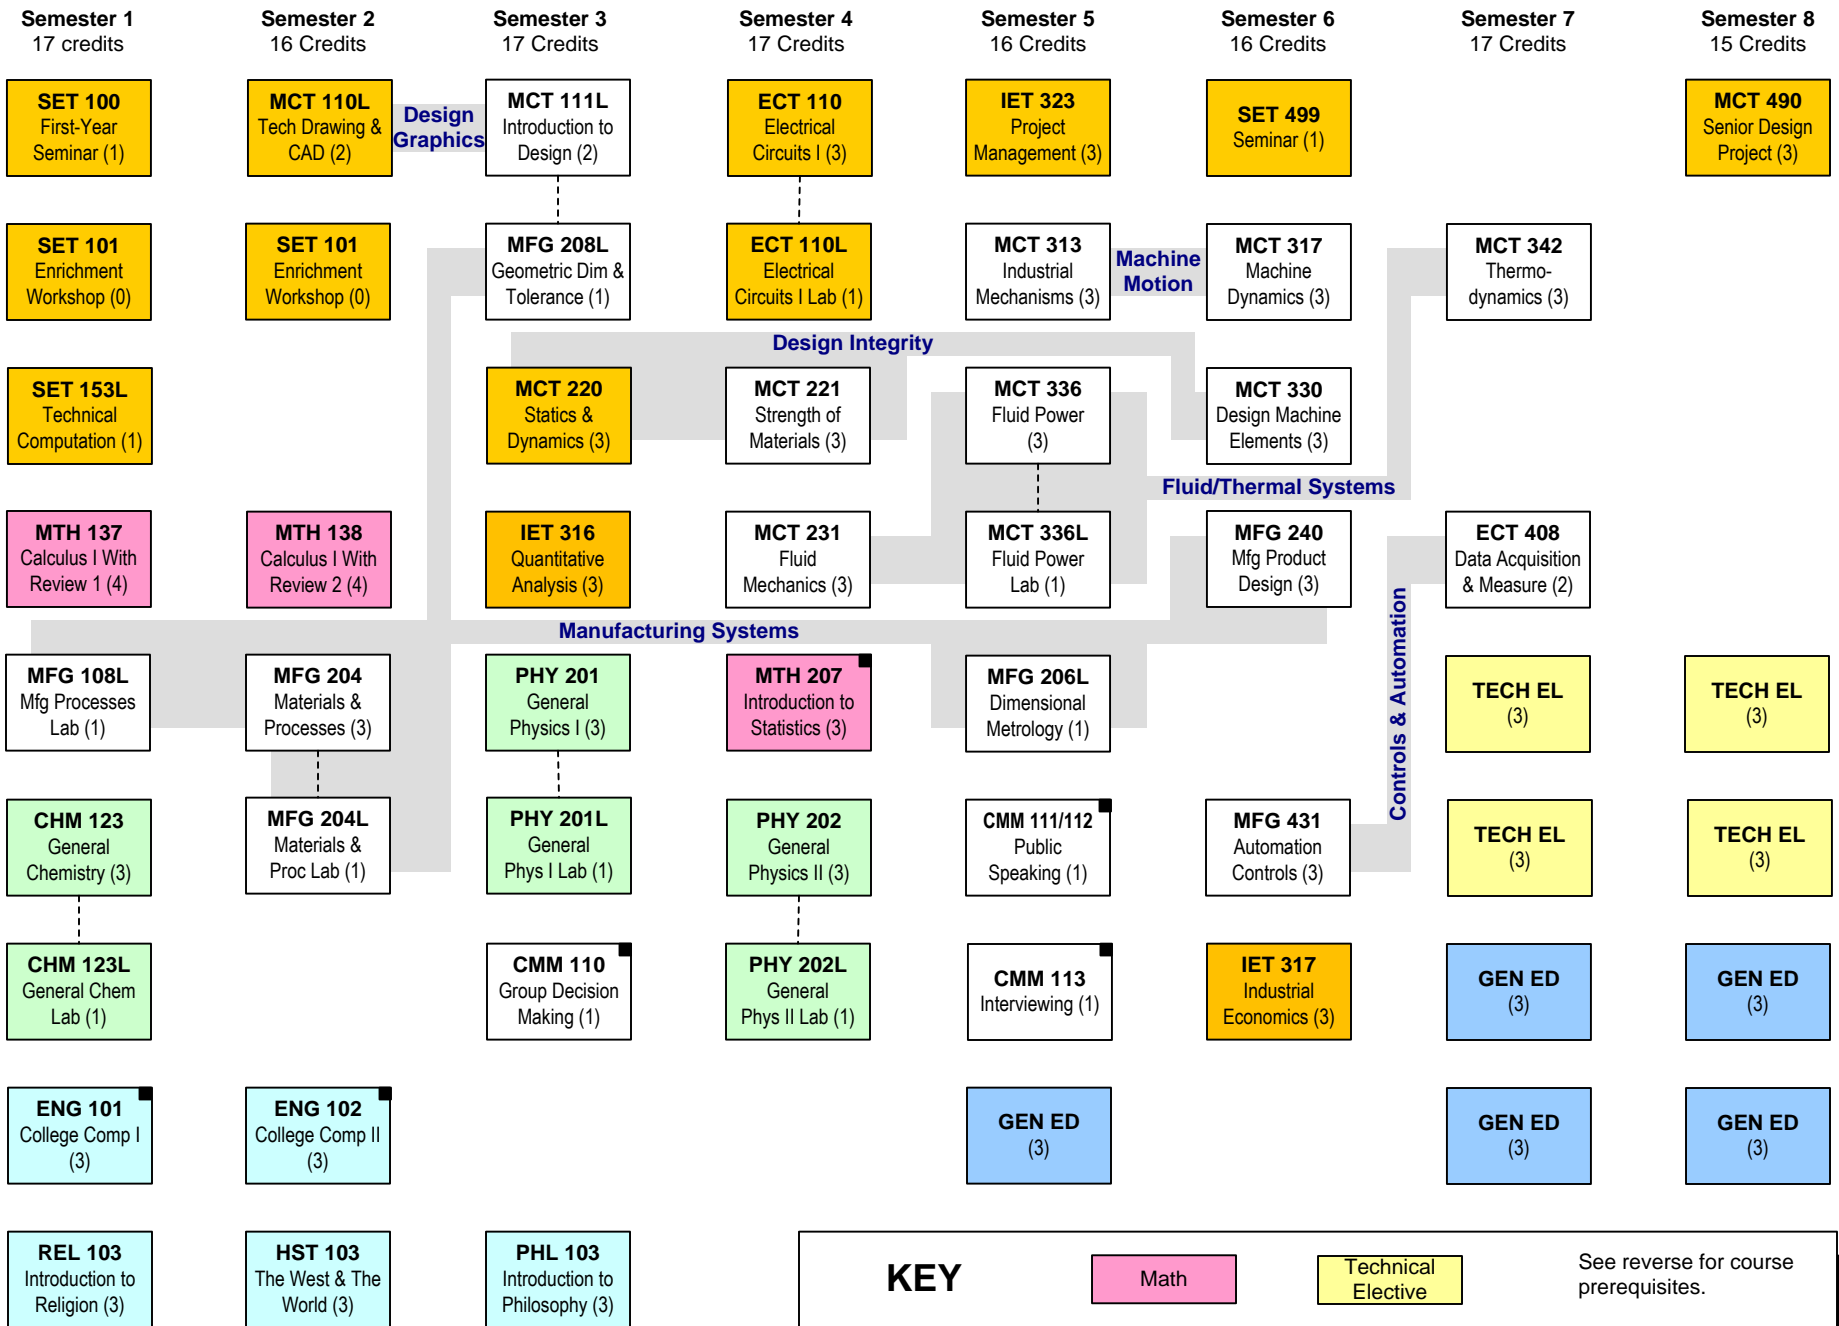 Semester 1
17 credits
Semester 2
16 Credits
Semester 3
17 Credits
Semester 4
17 Credits
Semester 5
16 Credits
Semester 6
16 Credits
Semester 7
17 Credits
Semester 8
15 Credits
SET 100
First-Year
Seminar (1)
MCT 110L
Tech Drawing &
CAD (2)
Design
Graphics
MCT 111L
Introduction to
Design (2)
ECT 110
Electrical
Circuits I (3)
IET 323
Project
Management (3)
SET 499
Seminar (1)
MCT 490
Senior Design
Project (3)
SET 101
Enrichment
Workshop (0)
SET 101
Enrichment
Workshop (0)
MFG 208L
Geometric Dim &
Tolerance (1)
ECT 110L
Electrical
Circuits I Lab (1)
MCT 313
Industrial
Mechanisms (3)
Machine
Motion
MCT 317
Machine
Dynamics (3)
MCT 342
Thermo-
dynamics (3)
Design Integrity
SET 153L
Technical
Computation (1)
MCT 220
Statics &
Dynamics (3)
MCT 221
Strength of
Materials (3)
MCT 336
Fluid Power
(3)
MCT 330
Design Machine
Elements (3)
Fluid/Thermal Systems
MTH 137
Calculus I With
Review 1 (4)
MTH 138
Calculus I With
Review 2 (4)
IET 316
Quantitative
Analysis (3)
MCT 231
Fluid
Mechanics (3)
MCT 336L
Fluid Power
Lab (1)
MFG 240
Mfg Product
Design (3)
ECT 408
Data Acquisition
& Measure (2)
Manufacturing Systems
Controls & Automation
MFG 108L
Mfg Processes
Lab (1)
MFG 204
Materials &
Processes (3)
PHY 201
General
Physics I (3)
MTH 207
Introduction to
Statistics (3)
MFG 206L
Dimensional
Metrology (1)
TECH EL
(3)
TECH EL
(3)
CHM 123
General
Chemistry (3)
MFG 204L
Materials &
Proc Lab (1)
PHY 201L
General
Phys I Lab (1)
PHY 202
General
Physics II (3)
CMM 111/112
Public
Speaking (1)
MFG 431
Automation
Controls (3)
TECH EL
(3)
TECH EL
(3)
CHM 123L
General Chem
Lab (1)
CMM 110
Group Decision
Making (1)
PHY 202L
General
Phys II Lab (1)
CMM 113
Interviewing (1)
IET 317
Industrial
Economics (3)
GEN ED
(3)
GEN ED
(3)
ENG 101
College Comp I
(3)
ENG 102
College Comp II
(3)
GEN ED
(3)
GEN ED
(3)
GEN ED
(3)
REL 103
Introduction to
Religion (3)
HST 103
The West & The
World (3)
PHL 103
Introduction to
Philosophy (3)
KEY
Math
Technical
Elective
See reverse for course
prerequisites.